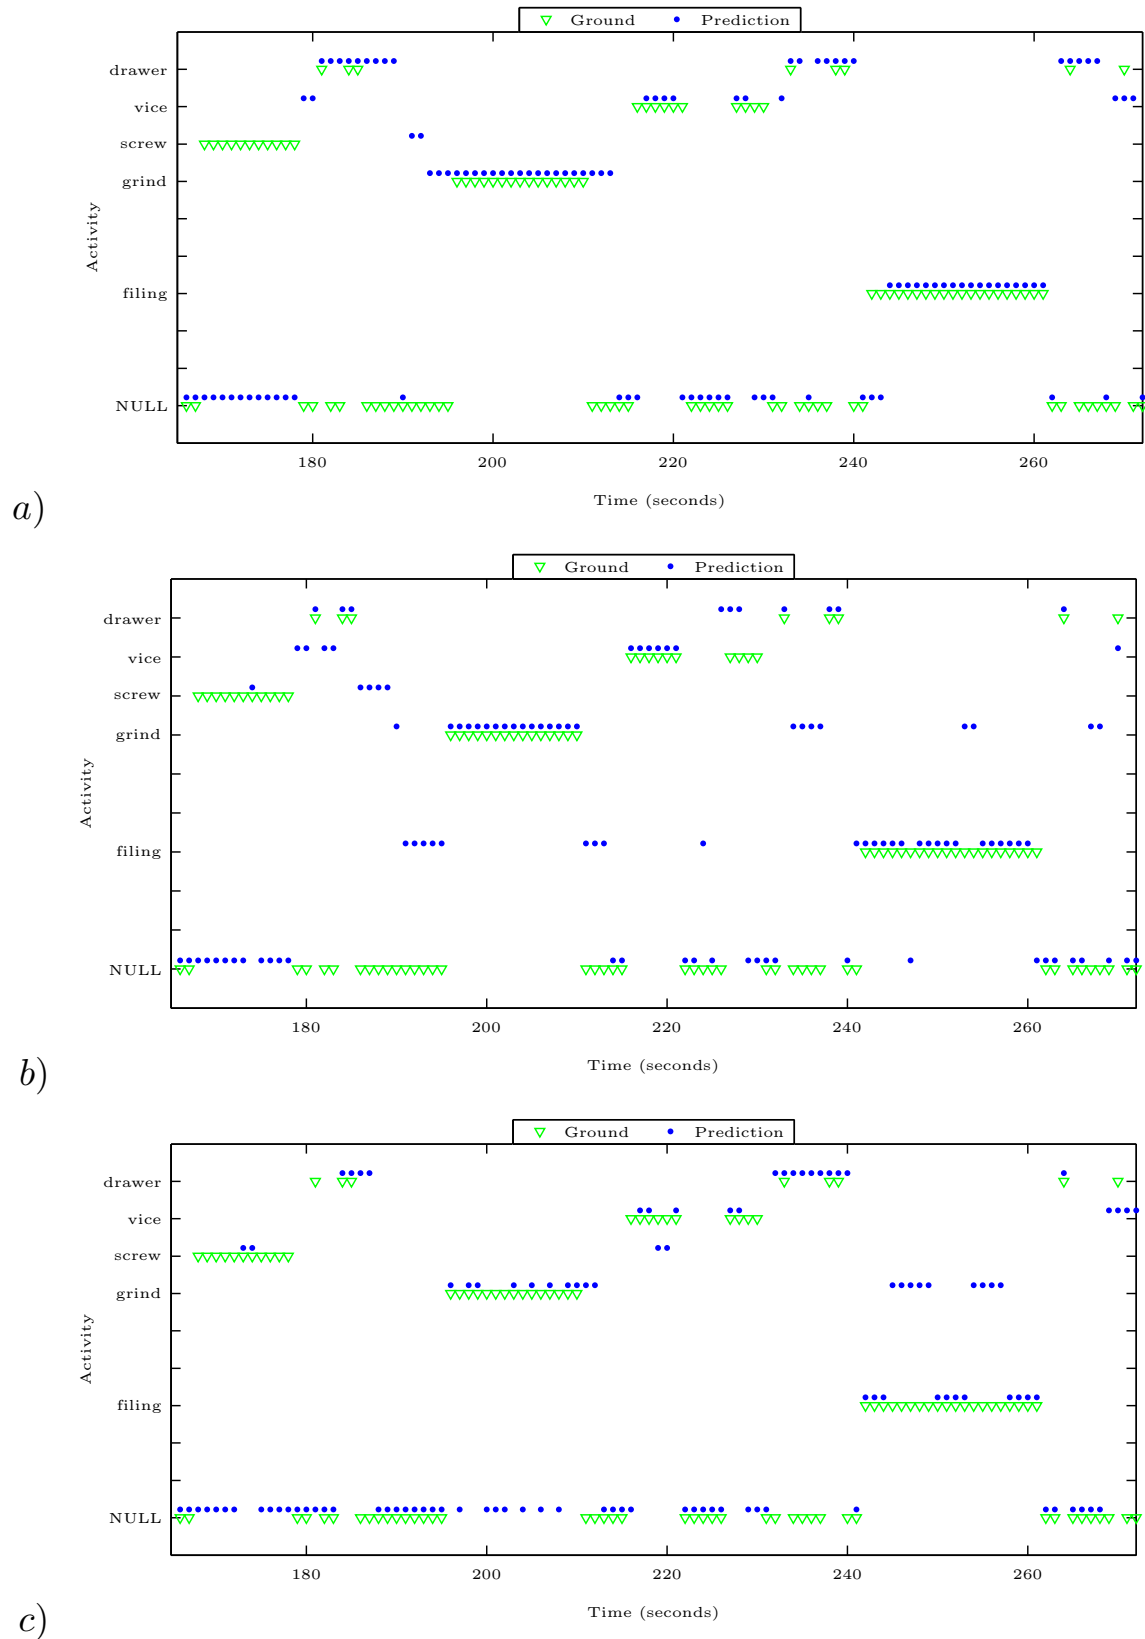 Ground Prediction
drawer
vice
screw
grind
filing
NULL
Activity
180 200 220 240 260
Time (seconds)
a)
Ground Prediction
drawer
vice
screw
grind
filing
NULL
Activity
180 200 220 240 260
Time (seconds)
b)
Ground Prediction
drawer
vice
screw
grind
filing
NULL
Activity
180 200 220 240 260
Time (seconds)
c)